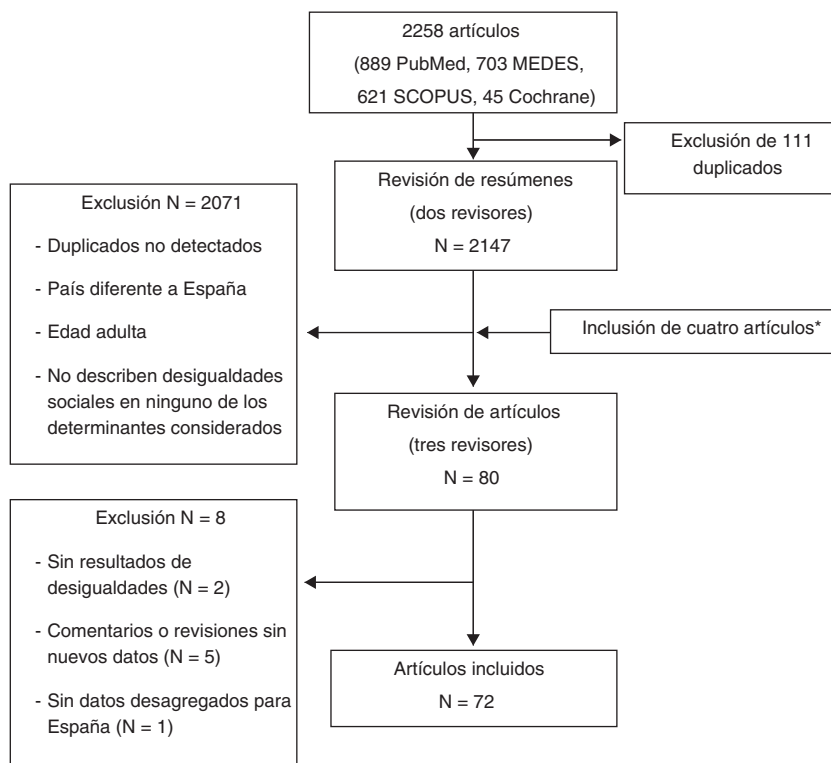 2258 artículos
(889 PubMed, 703 MEDES,
621 SCOPUS, 45 Cochrane)
Exclusión de 111
duplicados
Revisión de resúmenes
(dos revisores)
N = 2147
Exclusión N = 2071
- Duplicados no detectados
- País diferente a España
- Edad adulta
- No describen desigualdades
sociales en ninguno de los
determinantes considerados
Inclusión de cuatro artículos*
Revisión de artículos
(tres revisores)
N = 80
Exclusión N = 8
- Sin resultados de
desigualdades (N = 2)
- Comentarios o revisiones sin
nuevos datos (N = 5)
- Sin datos desagregados para
España (N = 1)
Artículos incluidos
N = 72